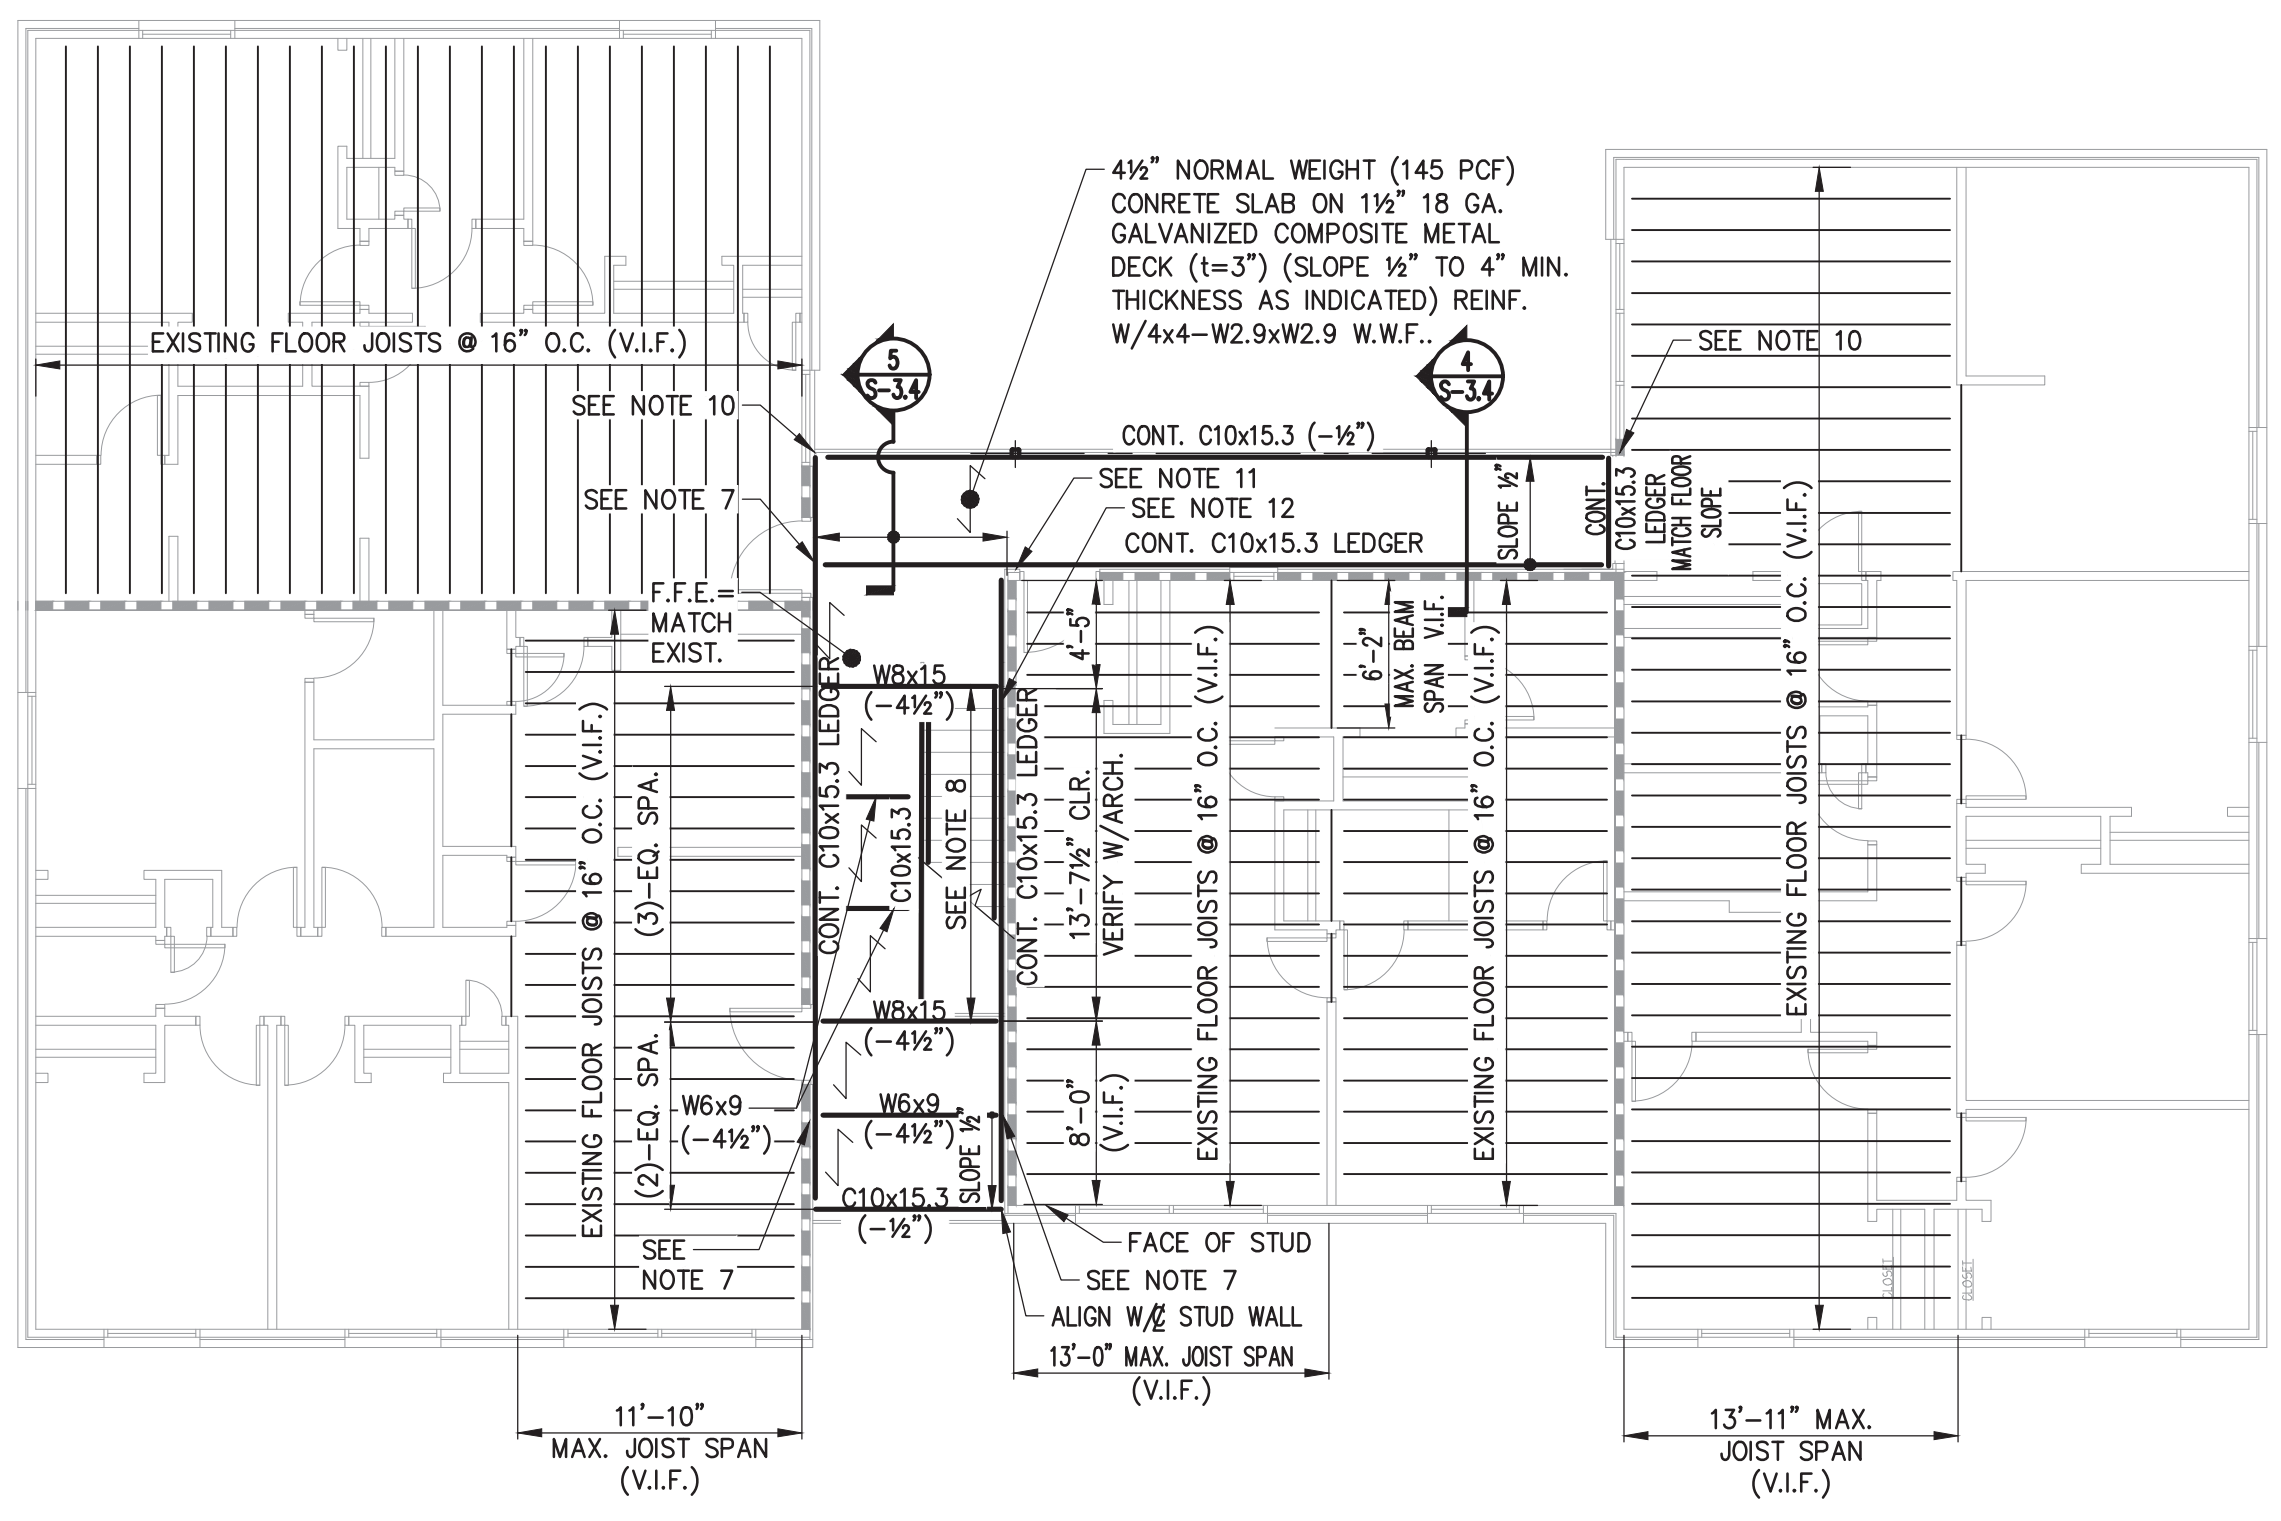 4½" NORMAL WEIGHT (145 PCF)
CONRETE SLAB ON 1½" 18 GA.
GALVANIZED COMPOSITE METAL
DECK (t=3") (SLOPE ½" TO 4" MIN.
THICKNESS AS INDICATED) REINF.
W/4x4-W2.9xW2.9 W.W.F..
EXISTING FLOOR JOISTS @ 16" O.C. (V.I.F.)
5
S-3.4
4
S-3.4
SEE NOTE 10
SEE NOTE 10
CONT. C10x15.3 (-½")
SEE NOTE 7
SEE NOTE 11
SEE NOTE 12
CONT. C10x15.3 LEDGER
SLOPE ½"
CONT.
C10x15.3
LEDGER
MATCH FLOOR
SLOPE
F.F.E.=
MATCH
EXIST.
CONT. C10x15.3 LEDGER
W8x15
(-4½")
C10x15.3
SEE NOTE 8
CONT. C10x15.3 LEDGER
4'-5"
13'-7½" CLR.
VERIFY W/ARCH.
8'-0"
(V.I.F.)
6'-2"
MAX. BEAM
SPAN V.I.F.
EXISTING FLOOR JOISTS @ 16" O.C. (V.I.F.)
EXISTING FLOOR JOISTS @ 16" O.C. (V.I.F.)
EXISTING FLOOR JOISTS @ 16" O.C. (V.I.F.)
EXISTING FLOOR JOISTS @ 16" O.C. (V.I.F.)
(3)-EQ. SPA.
(2)-EQ. SPA.
W8x15
(-4½")
W6x9
(-4½")
W6x9
(-4½")
SLOPE ½"
C10x15.3
(-½")
SEE
NOTE 7
FACE OF STUD
SEE NOTE 7
ALIGN W/℄ STUD WALL
CLOSET
CLOSET
13'-0" MAX. JOIST SPAN
(V.I.F.)
11'-10"
MAX. JOIST SPAN
(V.I.F.)
13'-11" MAX.
JOIST SPAN
(V.I.F.)